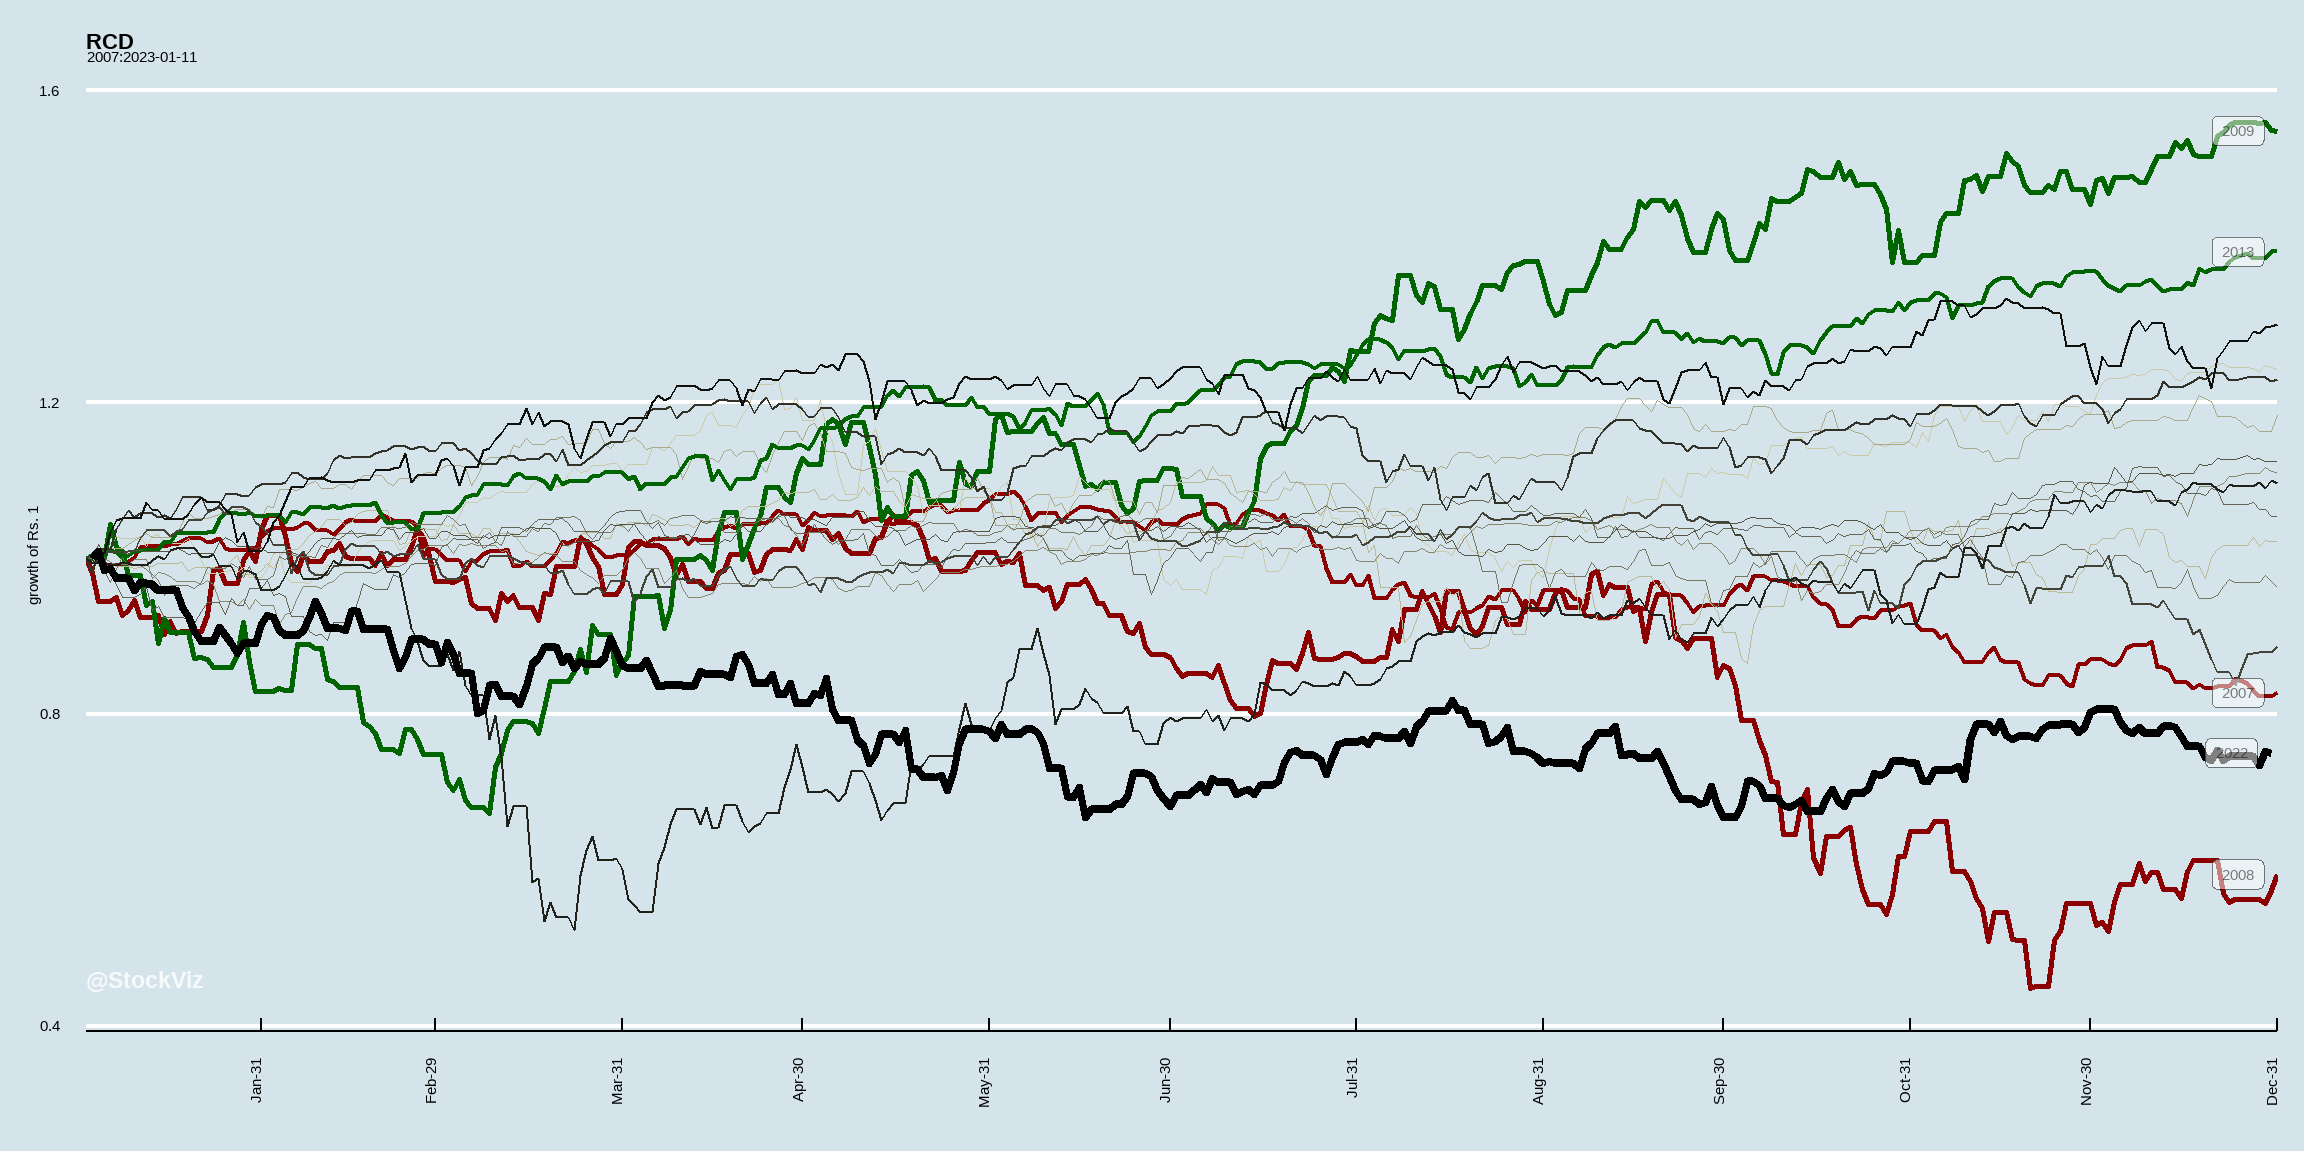 RCD
2007:2023-01-11
1.6
1.2
0.8
0.4
growth of Rs. 1
2009
2013
2007
2022
2008
@StockViz
Jan-31
Feb-29
Mar-31
Apr-30
May-31
Jun-30
Jul-31
Aug-31
Sep-30
Oct-31
Nov-30
Dec-31